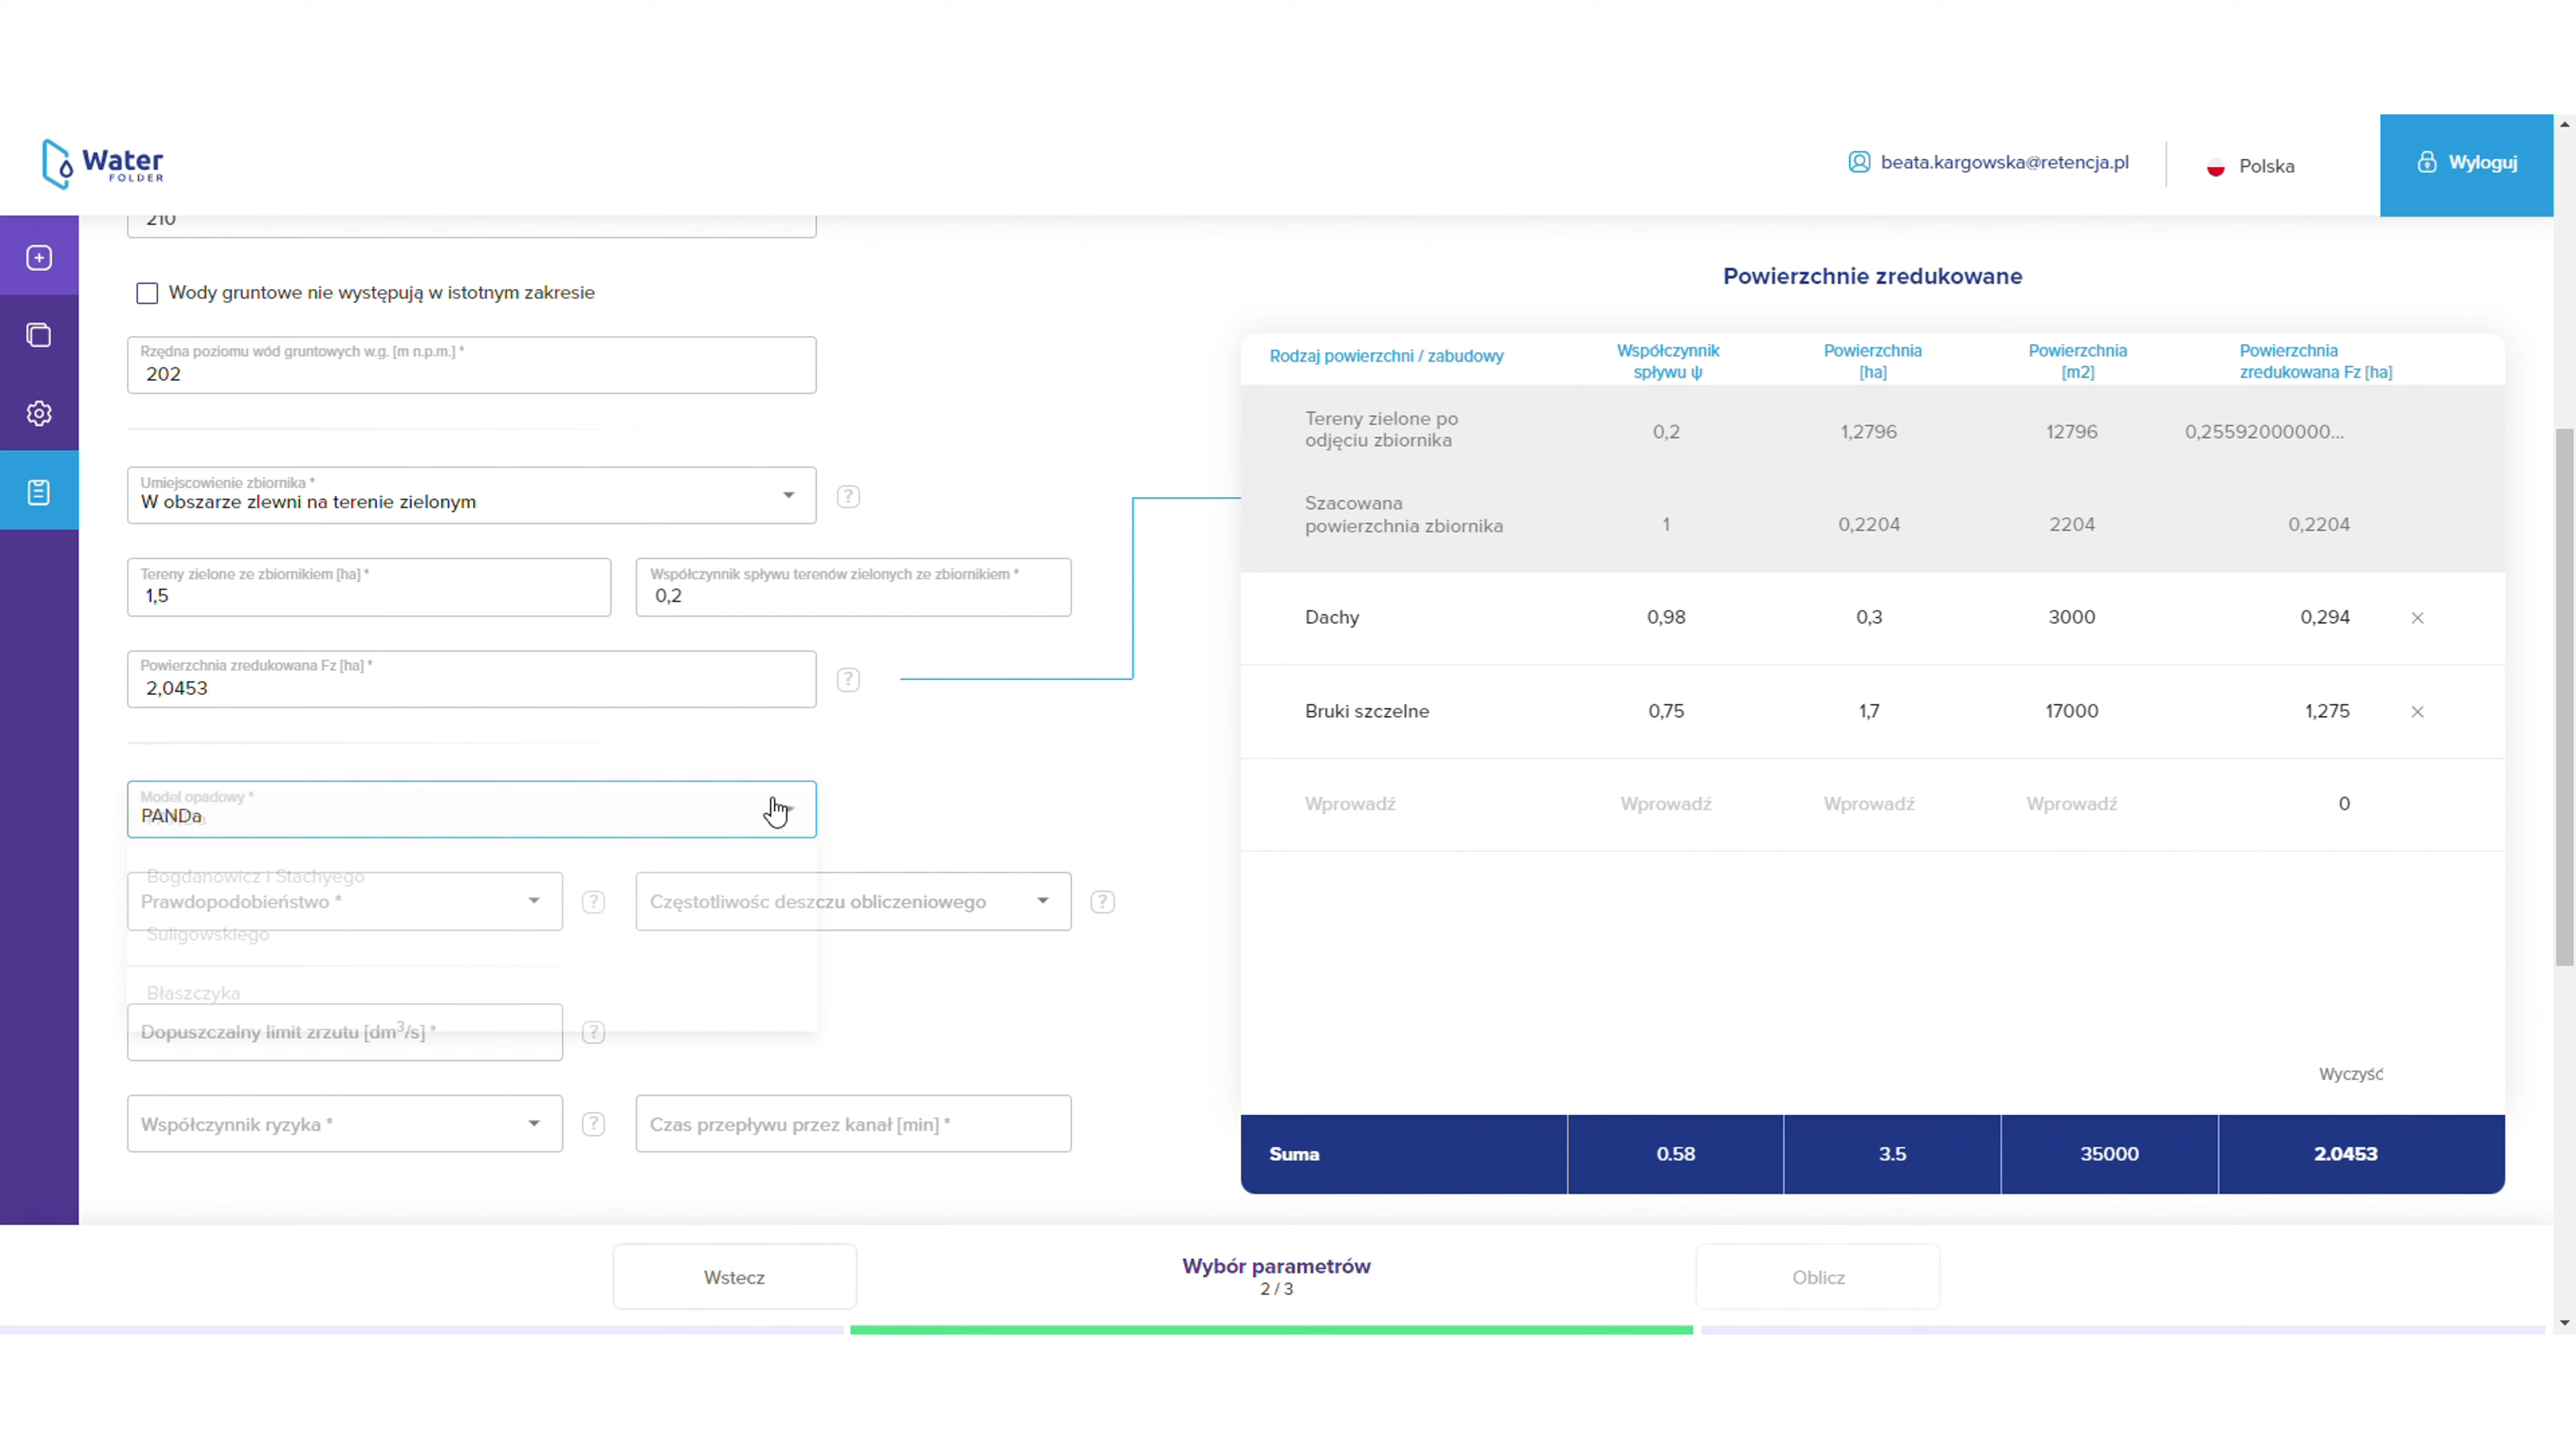 Water
FOLDER
beata.kargowska@retencja.pl
Polska
Wyloguj
210
Wody gruntowe nie występują w istotnym zakresie
Rzędna poziomu wód gruntowych w.g. [m n.p.m.] *
202
Umiejscowienie zbiornika *
W obszarze zlewni na terenie zielonym
Tereny zielone ze zbiornikiem [ha] *
1,5
Współczynnik spływu terenów zielonych ze zbiornikiem *
0,2
Powierzchnia zredukowana Fz [ha] *
2,0453
Model opadowy *
PANDa
Bogdanowicz i Stachyego
Prawdopodobieństwo *
Częstotliwośc deszczu obliczeniowego
Suligowskiego
Błaszczyka
Dopuszczalny limit zrzutu [dm³/s] *
Współczynnik ryzyka *
Czas przepływu przez kanał [min] *
Powierzchnie zredukowane
Rodzaj powierzchni / zabudowy
Współczynnik spływu ψ
Powierzchnia [ha]
Powierzchnia [m2]
Powierzchnia zredukowana Fz [ha]
Tereny zielone po odjęciu zbiornika
0,2
1,2796
12796
0,25592000000...
Szacowana powierzchnia zbiornika
1
0,2204
2204
0,2204
Dachy
0,98
0,3
3000
0,294
Bruki szczelne
0,75
1,7
17000
1,275
Wprowadź
Wprowadź
Wprowadź
Wprowadź
0
Wyczyść
Suma
0.58
3.5
35000
2.0453
Wstecz
Wybór parametrów
2 / 3
Oblicz